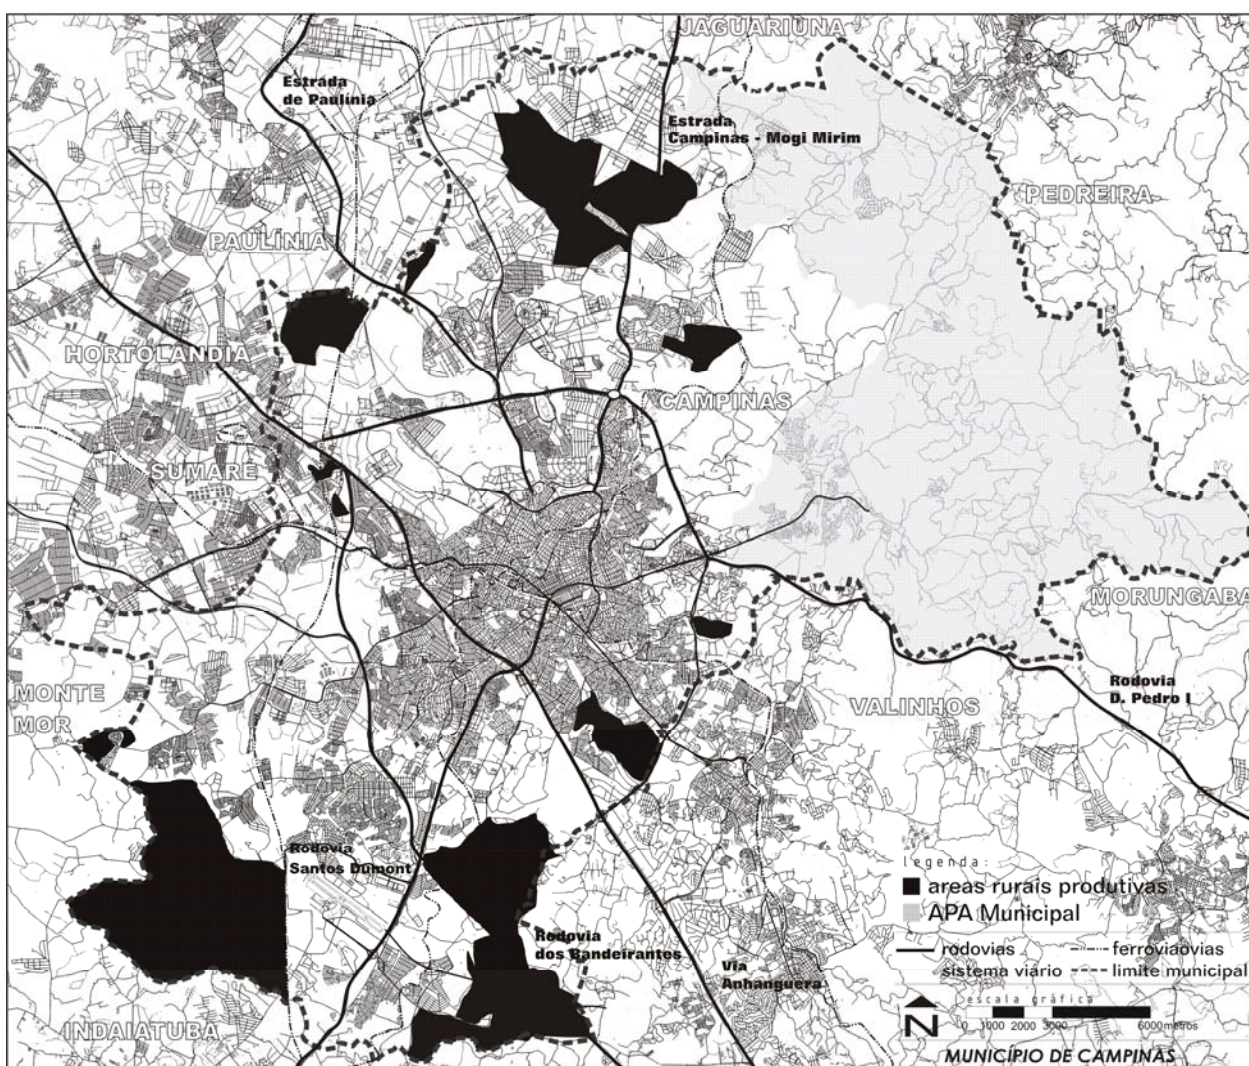 JAGUARIUNA
Estrada
de Paulínia
Estrada
Campinas - Mogi Mirim
PEDREIRA
PAULÍNIA
HORTOLANDIA
CAMPINAS
SUMARÉ
MORUNGABA
MONTE
MOR
VALINHOS
Rodovia
D. Pedro I
Rodovia
Santos Dumont
Rodovia
dos Bandeirantes
Via
Anhanguera
INDAIATUBA
legenda:
areas rurais produtivas
APA Municipal
rodovias
ferroviaovias
sistema viário
limite municipal
escala gráfica
N
0 1000 2000 3000 6000metros
MUNICÍPIO DE CAMPINAS